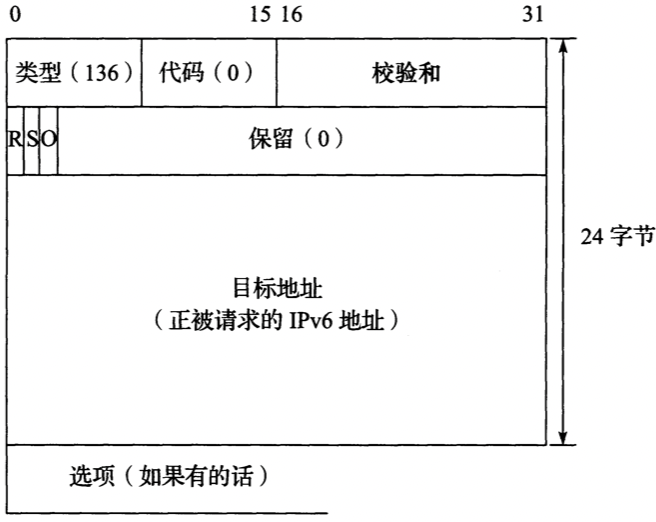 0 15 16 31
类型（136） 代码（0） 校验和
R S O 保留（0）
24 字节
目标地址
（正被请求的 IPv6 地址）
选项（如果有的话）